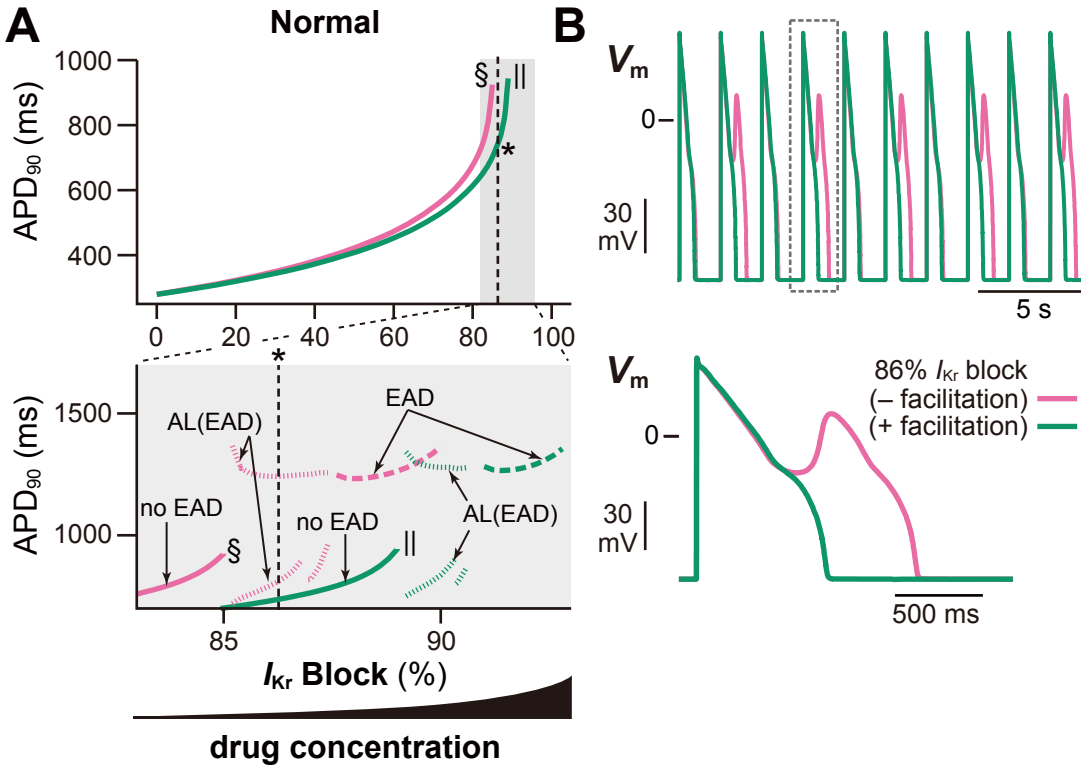 A
Normal
APD90 (ms)
1000
800
600
400
§
||
*
0
20
40
60
80
100
*
APD90 (ms)
1500
1000
AL(EAD)
EAD
no EAD
§
no EAD
||
AL(EAD)
85
90
IKr Block (%)
drug concentration
B
Vm
0
30
mV
5 s
Vm
0
30
mV
86% IKr block
(– facilitation)
(+ facilitation)
500 ms